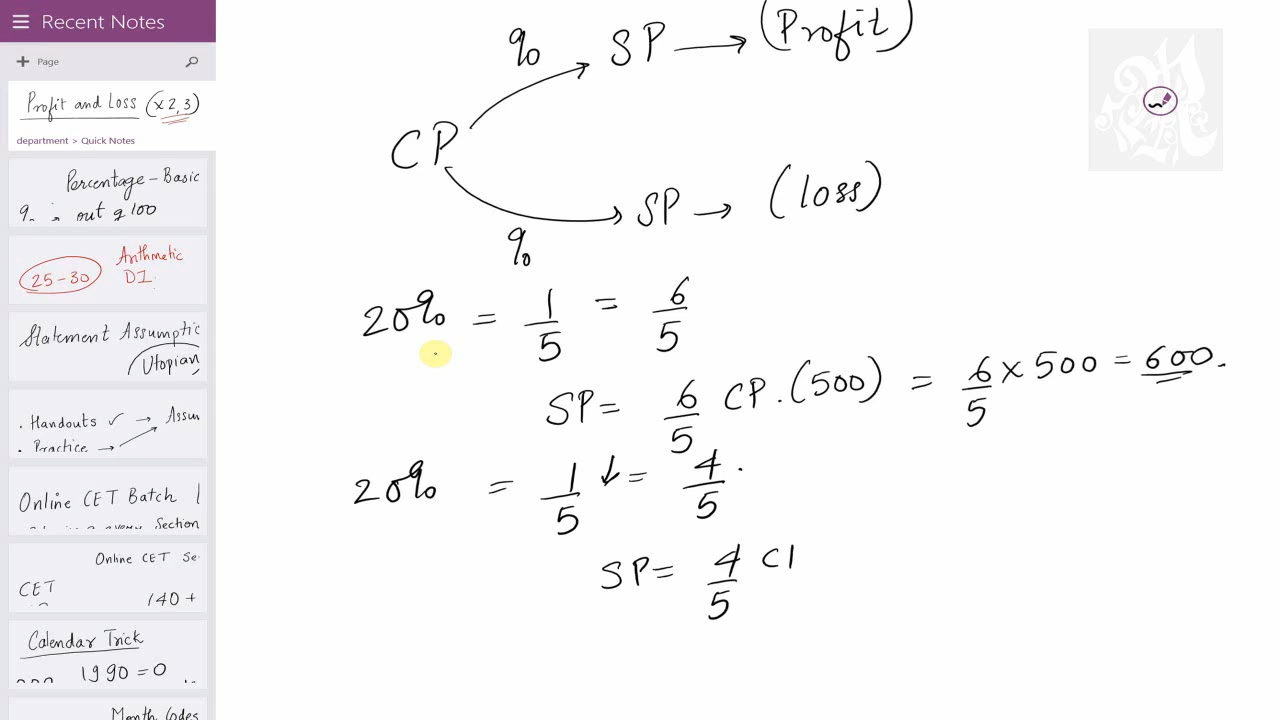 Recent Notes
Page
Profit and Loss (×2,3)
department > Quick Notes
Percentage-Basic
out of 100
25-30 Arithmetic
DI
Statement Assumptic
Utopian
. Handouts ✓ → Assum
. Practice →
Online CET Batch
Section
Online CET Se
CET
140+
Calendar Trick
1990=0
Month Codes
% SP → (Profit)
CP
SP → (loss)
%
20% = 1/5 = 6/5
SP = 6/5 CP. (500) = 6/5 × 500 = 600.
20% = 1/5 ↓ = 4/5.
SP = 4/5 Cl